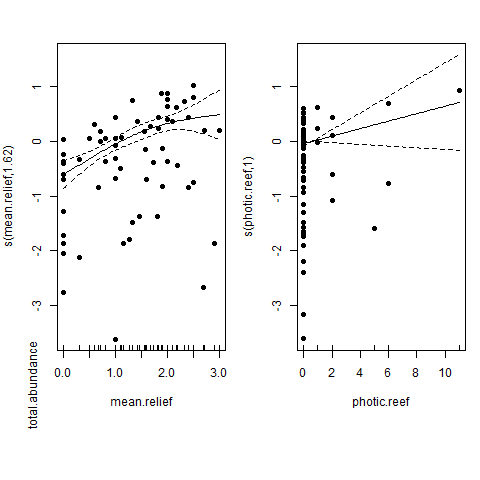 s(mean.relief,1.62)
1
0
-1
-2
-3
0.0 1.0 2.0 3.0
mean.relief
total.abundance
s(photic.reef,1)
1
0
-1
-2
-3
0 2 4 6 8 10
photic.reef